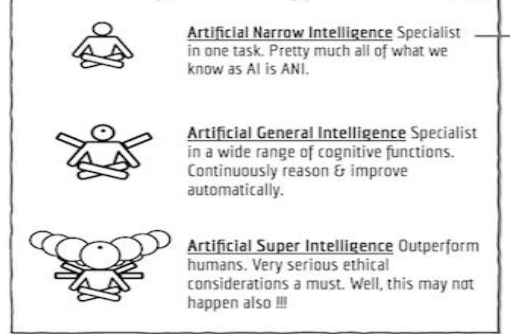 Artificial Narrow Intelligence Specialist
in one task. Pretty much all of what we
know as AI is ANI.
Artificial General Intelligence Specialist
in a wide range of cognitive functions.
Continuously reason & improve
automatically.
Artificial Super Intelligence Outperform
humans. Very serious ethical
considerations a must. Well, this may not
happen also !!!